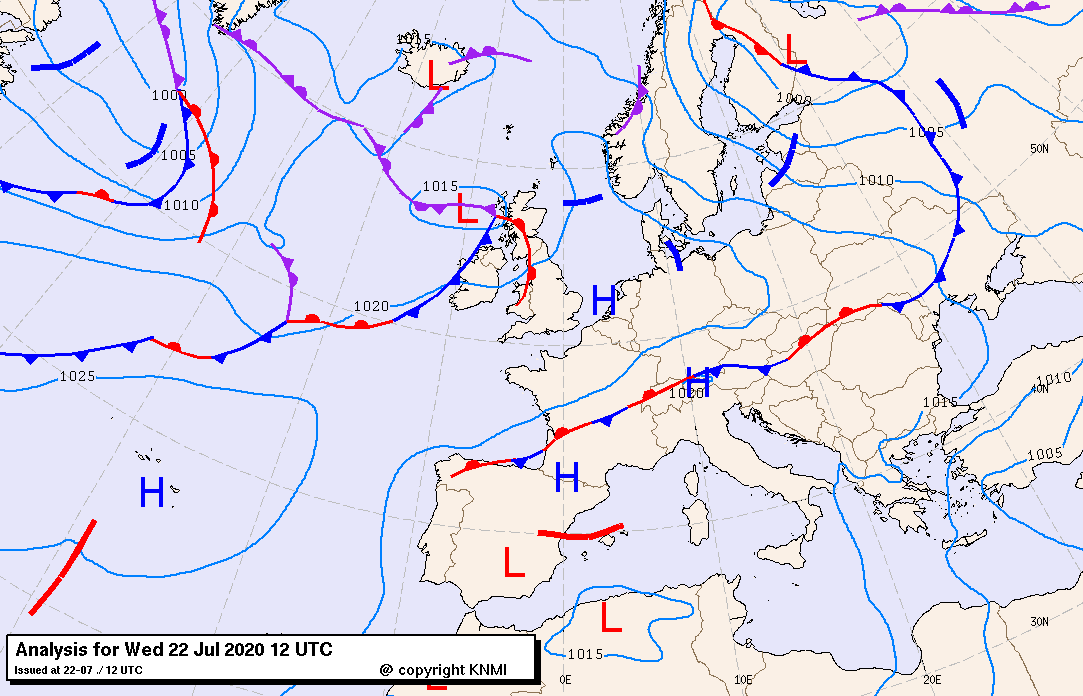 1015
L
L
1000
1000
1005
1005
50N
1010
1010
1015
L
H
1020
1025
H
1020
1010
40N
1015
1005
H
H
L
L
30N
1015
0E
10E
20E
Analysis for Wed 22 Jul 2020 12 UTC
Issued at 22-07 ./ 12 UTC
@ copyright KNMI
L